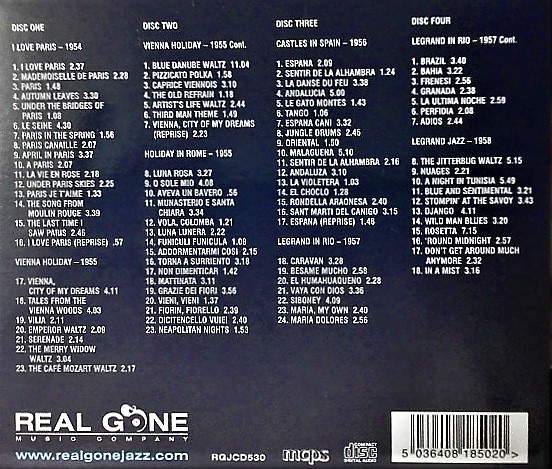 DISC ONE
I LOVE PARIS - 1954
1. I LOVE PARIS 2.37
2. MADEMOISELLE DE PARIS 2.28
3. PARIS 1.48
4. AUTUMN LEAVES 3.30
5. UNDER THE BRIDGES OF
PARIS 1.08
6. LE SEINE 4.30
7. PARIS IN THE SPRING 1.56
8. PARIS CANAILLE 2.07
9. APRIL IN PARIS 3.37
10. A PARIS 2.07
11. LA VIE EN ROSE 2.18
12. UNDER PARIS SKIES 2.25
13. PARIS JE T'AIME 1.33
14. THE SONG FROM
MOULIN ROUGE 3.39
15. THE LAST TIME I
SAW PARIS 2.46
16. I LOVE PARIS (REPRISE) .57
VIENNA HOLIDAY - 1955
17. VIENNA,
CITY OF MY DREAMS 4.11
18. TALES FROM THE
VIENNA WOODS 4.03
19. VILIA 2.11
20. EMPEROR WALTZ 2.09
21. SERENADE 2.14
22. THE MERRY WIDOW
WALTZ 3.04
23. THE CAFÉ MOZART WALTZ 2.17
DISC TWO
VIENNA HOLIDAY - 1955 Cont.
1. BLUE DANUBE WALTZ 11.04
2. PIZZICATO POLKA 1.58
3. CAPRICE VIENNOIS 3.10
4. THE OLD REFRAIN 1.18
5. ARTIST'S LIFE WALTZ 2.44
6. THIRD MAN THEME 1.49
7. VIENNA, CITY OF MY DREAMS
(REPRISE) 2.23
HOLIDAY IN ROME - 1955
8. LUNA ROSA 3.27
9. O SOLE MIO 4.08
10. AVEVA UN BAVERO .56
11. MUNASTERIO E SANTA
CHIARA 3.34
12. VOLA, COLOMBA 1.21
13. LUNA LUNERA 2.22
14. FUNICULI FUNICULA 1.08
15. ADDORMENTARMI COSI 2.15
16. TORNA A SURRIENTO 3.18
17. NON DIMENTICAR 1.42
18. MATTINATA 3.11
19. GRAZIE DEI FIORI 3.56
20. VIENI, VIENI 1.37
21. FIORIN, FIORELLO 2.39
22. DICITENCELLO VUIE! 2.40
23. NEAPOLITAN NIGHTS 1.53
DISC THREE
CASTLES IN SPAIN - 1956
1. ESPANA 2.09
2. SENTIR DE LA ALHAMBRA 1.24
3. LA DANSE DU FEU 3.38
4. ANDALUCIA 5.00
5. LE GATO MONTES 1.43
6. TANGO 1.06
7. ESPANA CANI 3.32
8. JUNGLE DRUMS 2.45
9. ORIENTAL 1.50
10. MALAGUENA 5.10
11. SENTIR DE LA ALHAMBRA 2.16
12. ANDALUZA 3.10
13. LA VIOLETERA 1.03
14. EL CHOCLO 1.28
15. RONDELLA ARAONESA 2.40
16. SANT MARTI DEL CANIGO 3.15
17. ESPANA (REPRISE) 1.48
LEGRAND IN RIO - 1957
18. CARAVAN 3.28
19. BESAME MUCHO 2.58
20. EL HUMAHUAQUENO 2.28
21. VAYA CON DIOS 3.36
22. SIBONEY 4.09
23. MARIA, MY OWN 2.40
24. MARIA DOLORES 2.56
DISC FOUR
LEGRAND IN RIO - 1957 Cont.
1. BRAZIL 3.40
2. BAHIA 3.22
3. FRENESI 2.56
4. GRANADA 2.38
5. LA ULTIMA NOCHE 2.59
6. PERFIDIA 2.08
7. ADIOS 2.44
LEGRAND JAZZ - 1958
8. THE JITTERBUG WALTZ 5.15
9. NUAGES 2.21
10. A NIGHT IN TUNISIA 5.49
11. BLUE AND SENTIMENTAL 3.21
12. STOMPIN' AT THE SAVOY 3.43
13. DJANGO 4.11
14. WILD MAN BLUES 3.20
15. ROSETTA 7.15
16. 'ROUND MIDNIGHT 2.57
17. DON'T GET AROUND MUCH
ANYMORE 2.32
18. IN A MIST 3.16
REAL GONE
MUSIC COMPANY
www.realgonejazz.com
RGJCD530
mcps
COMPACT
disc
DIGITAL AUDIO
5 036408 185020 >